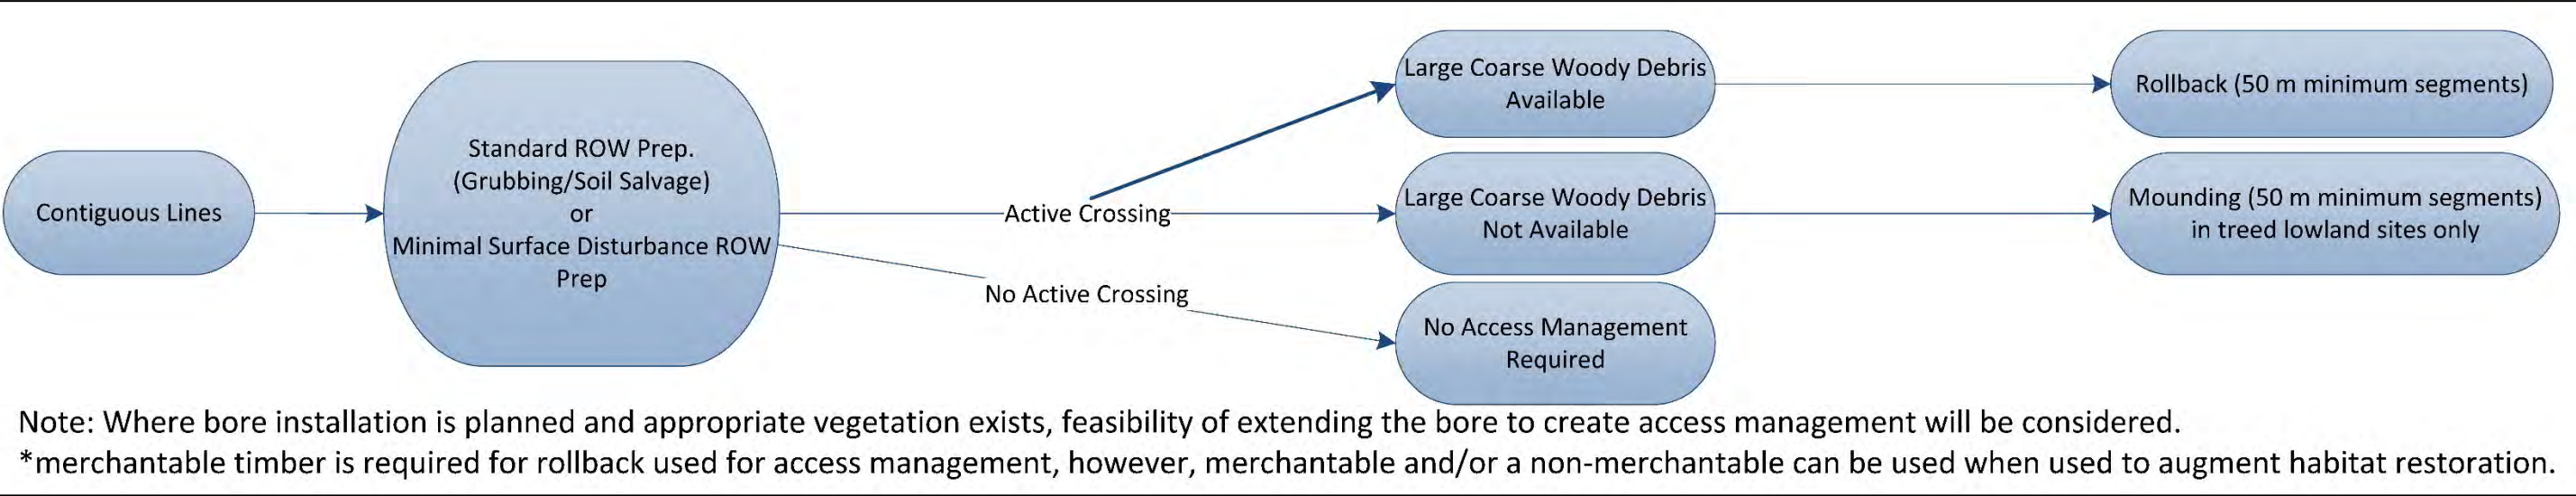 Contiguous Lines
Standard ROW Prep.
(Grubbing/Soil Salvage)
or
Minimal Surface Disturbance ROW
Prep
Active Crossing
No Active Crossing
Large Coarse Woody Debris
Available
Large Coarse Woody Debris
Not Available
No Access Management
Required
Rollback (50 m minimum segments)
Mounding (50 m minimum segments)
in treed lowland sites only
Note: Where bore installation is planned and appropriate vegetation exists, feasibility of extending the bore to create access management will be considered.
*merchantable timber is required for rollback used for access management, however, merchantable and/or a non-merchantable can be used when used to augment habitat restoration.